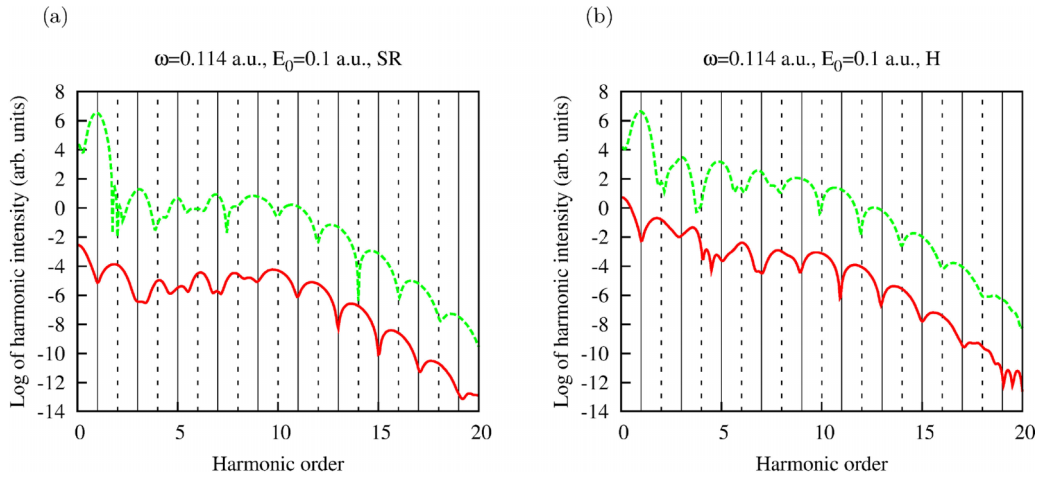 (a)
ω=0.114 a.u., E₀=0.1 a.u., SR
Log of harmonic intensity (arb. units)
8
6
4
2
0
-2
-4
-6
-8
-10
-12
-14
0 5 10 15 20
Harmonic order
(b)
ω=0.114 a.u., E₀=0.1 a.u., H
Log of harmonic intensity (arb. units)
8
6
4
2
0
-2
-4
-6
-8
-10
-12
-14
0 5 10 15 20
Harmonic order